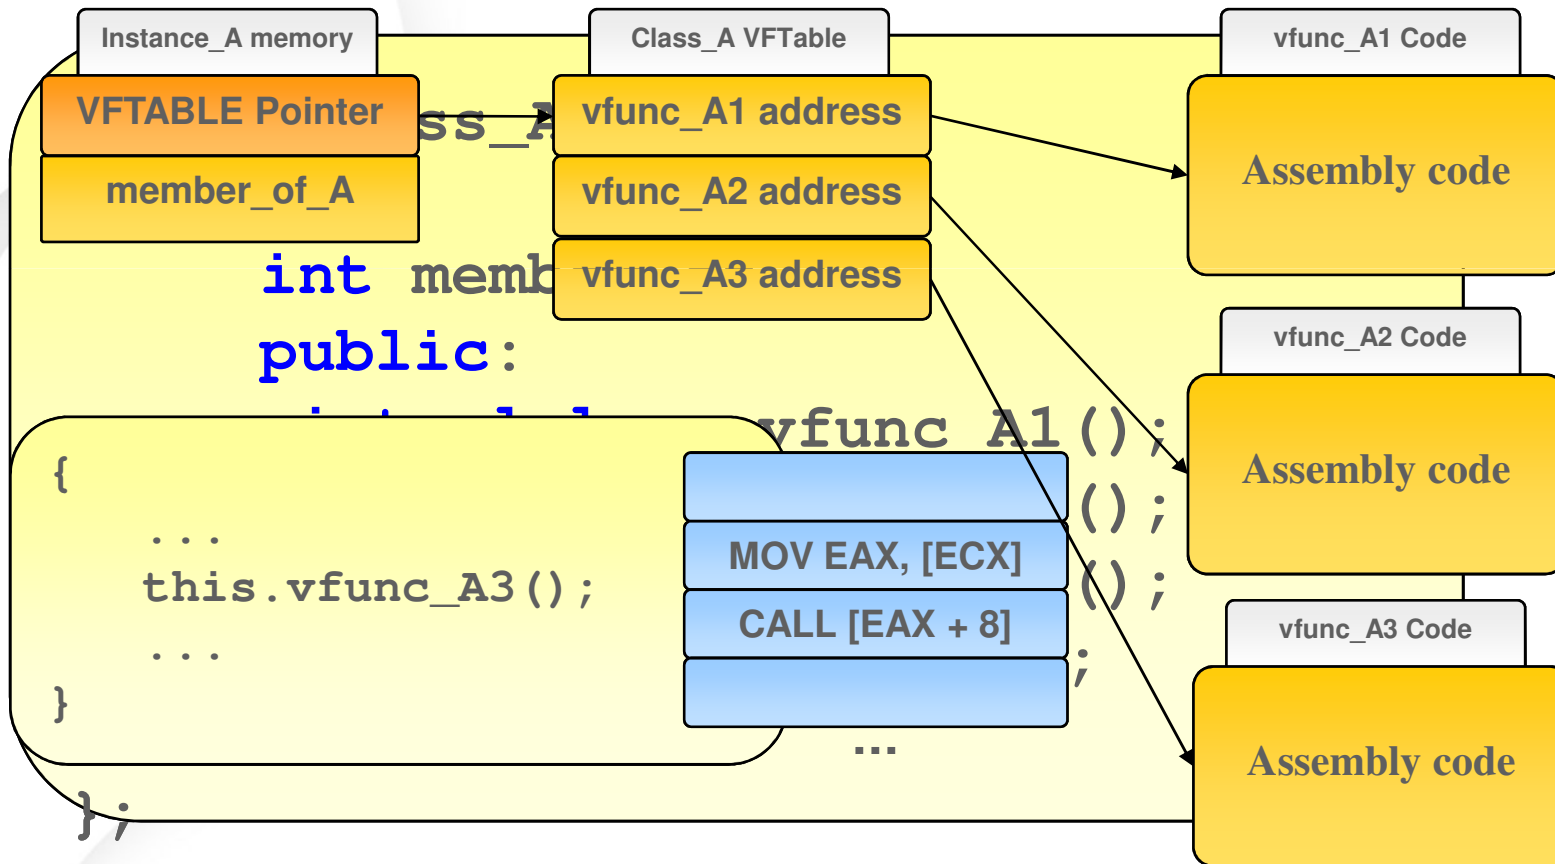 Instance_A memory
Class_A VFTable
vfunc_A1 Code
VFTABLE Pointer
vfunc_A1 address
member_of_A
vfunc_A2 address
Assembly code
int
vfunc_A3 address
public:
vfunc_A2 Code
vfunc_A1();
Assembly code
{
();
...
MOV EAX, [ECX]
this.vfunc_A3();
();
CALL [EAX + 8]
...
;
vfunc_A3 Code
}
...
Assembly code
};